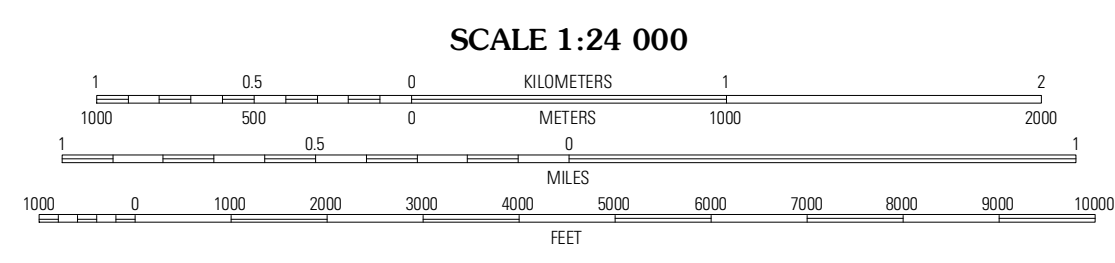 SCALE 1:24 000
1 0.5 0 KILOMETERS 1 2
1000 500 0 METERS 1000 2000
1 0.5 0 1
MILES
1000 0 1000 2000 3000 4000 5000 6000 7000 8000 9000 10000
FEET